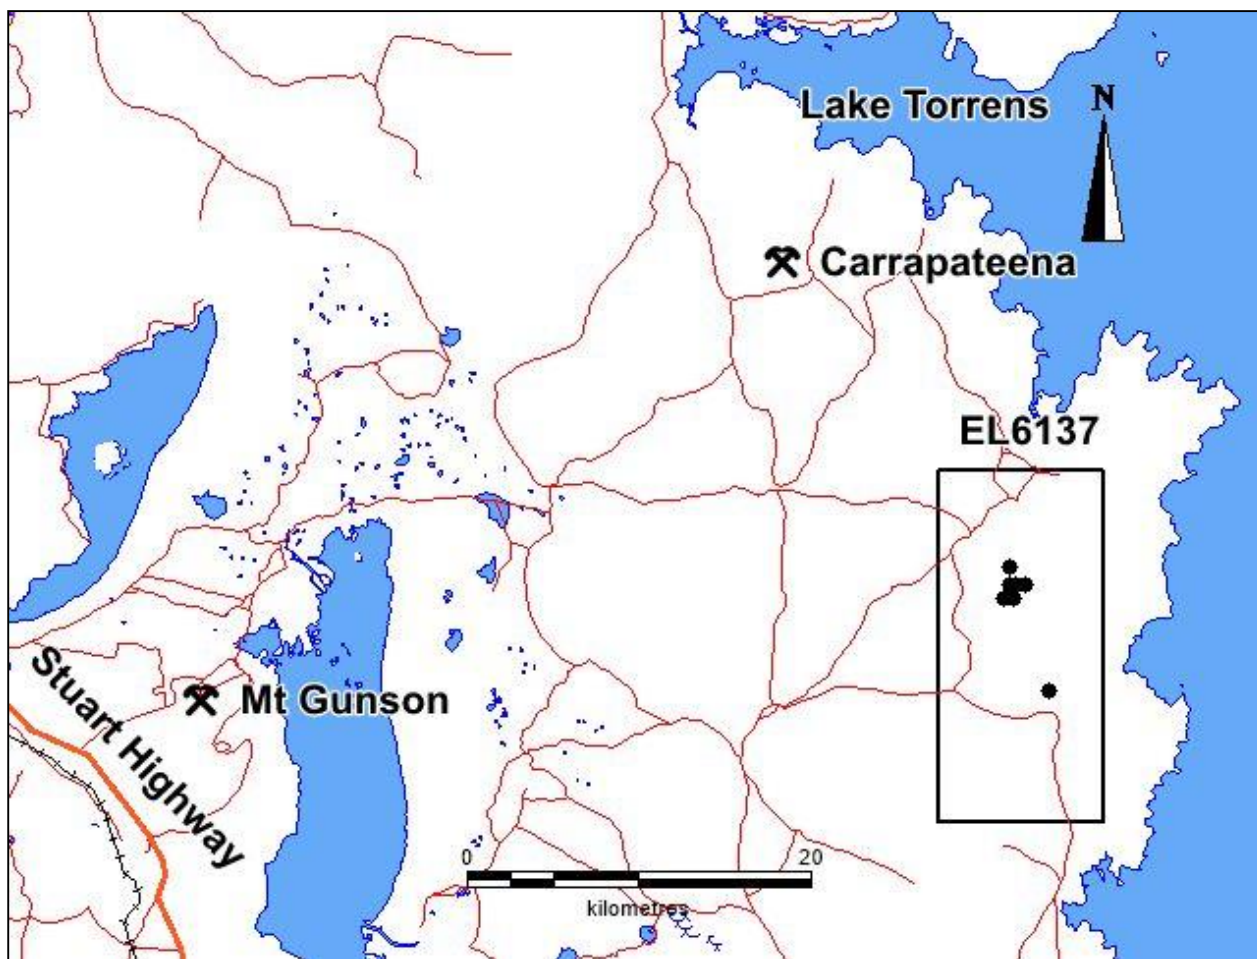 Lake Torrens
N
Carrapateena
EL6137
Mt Gunson
Stuart Highway
0 20
kilometres